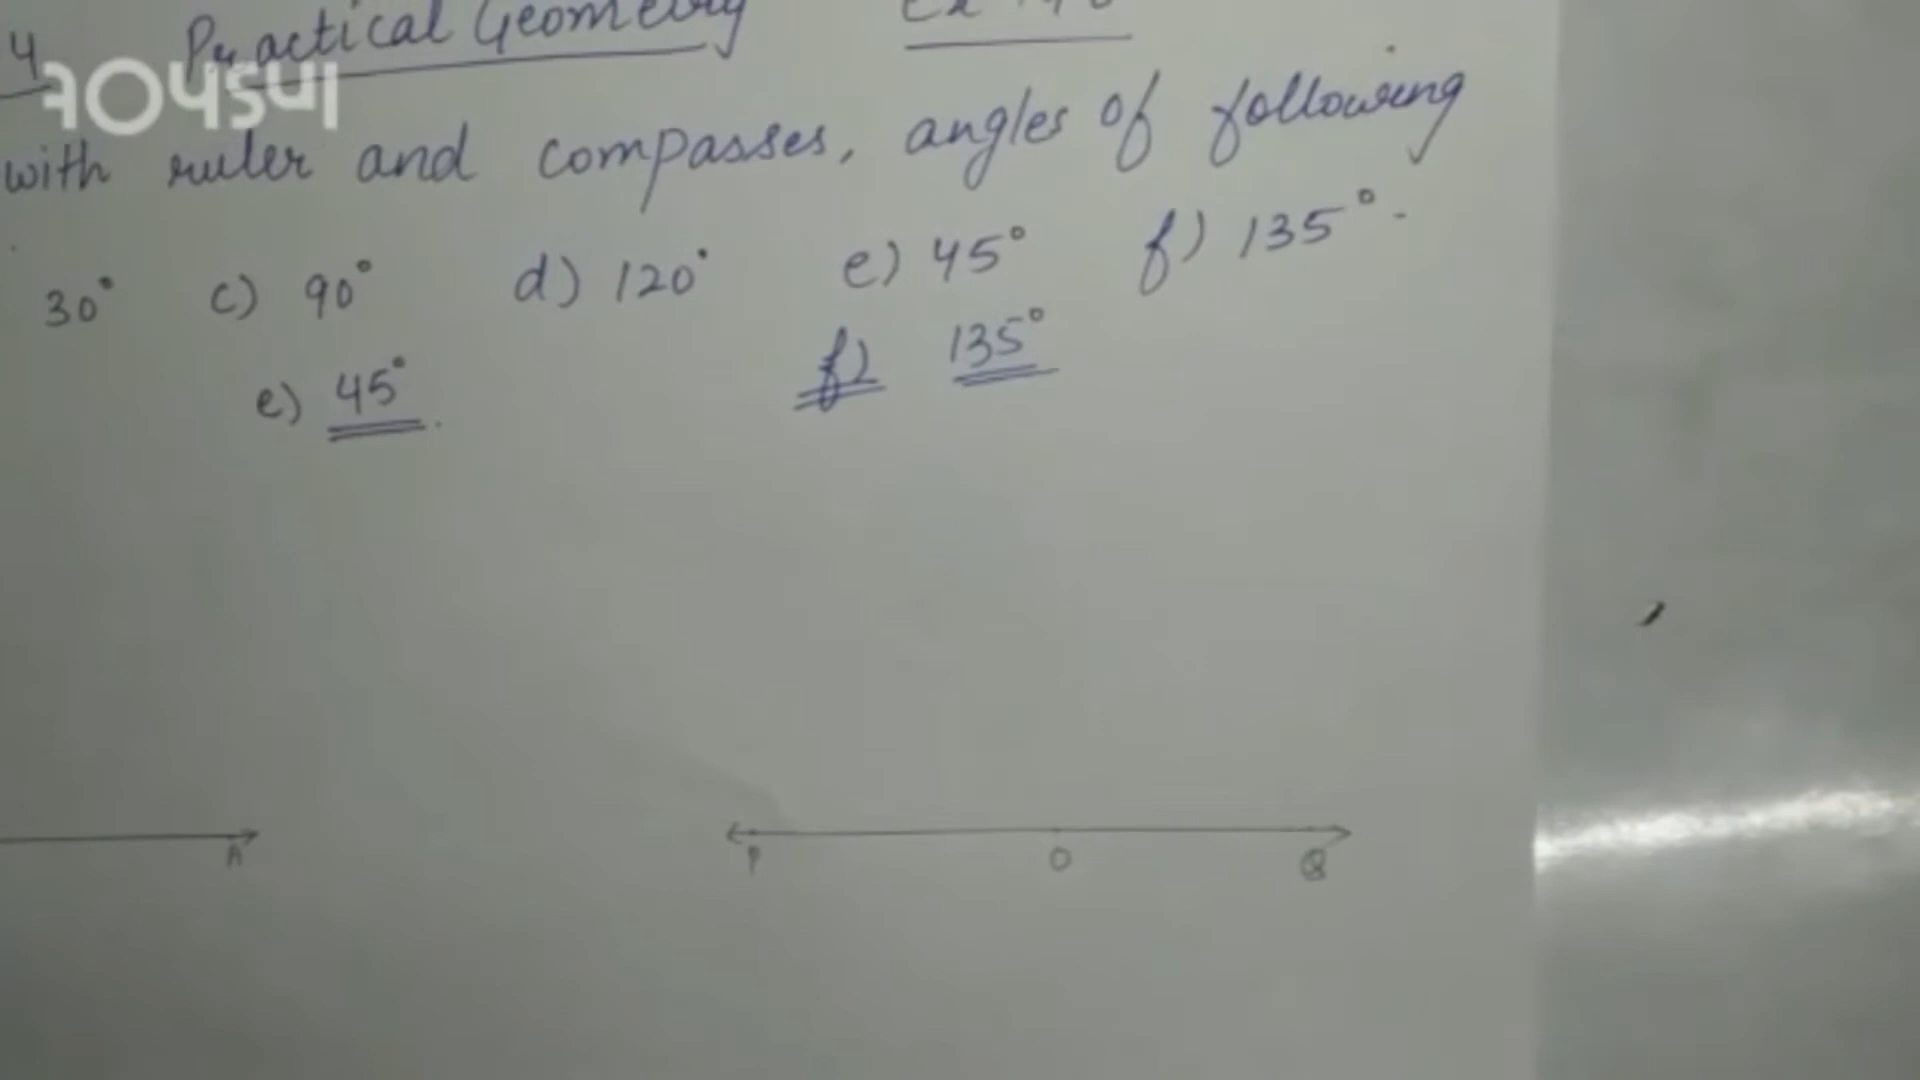 4 Practical Geometry
with ruler and compasses, angles of following
30° c) 90° d) 120° e) 45° f) 135°.
e) 45°. f) 135°
A P O Q